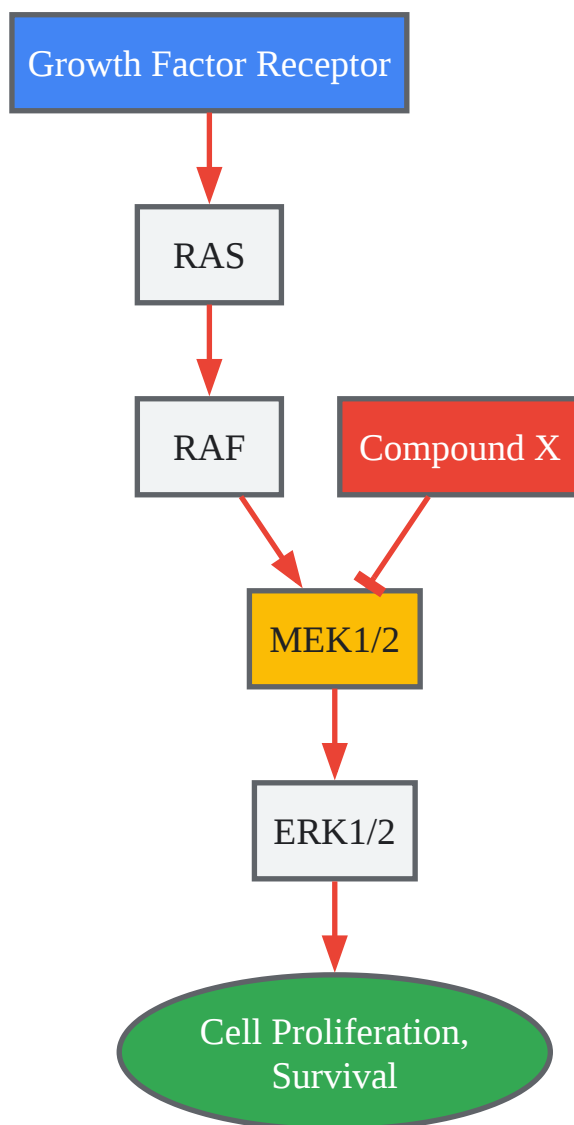 Growth Factor Receptor
RAS
RAF
Compound X
MEK1/2
ERK1/2
Cell Proliferation,
Survival